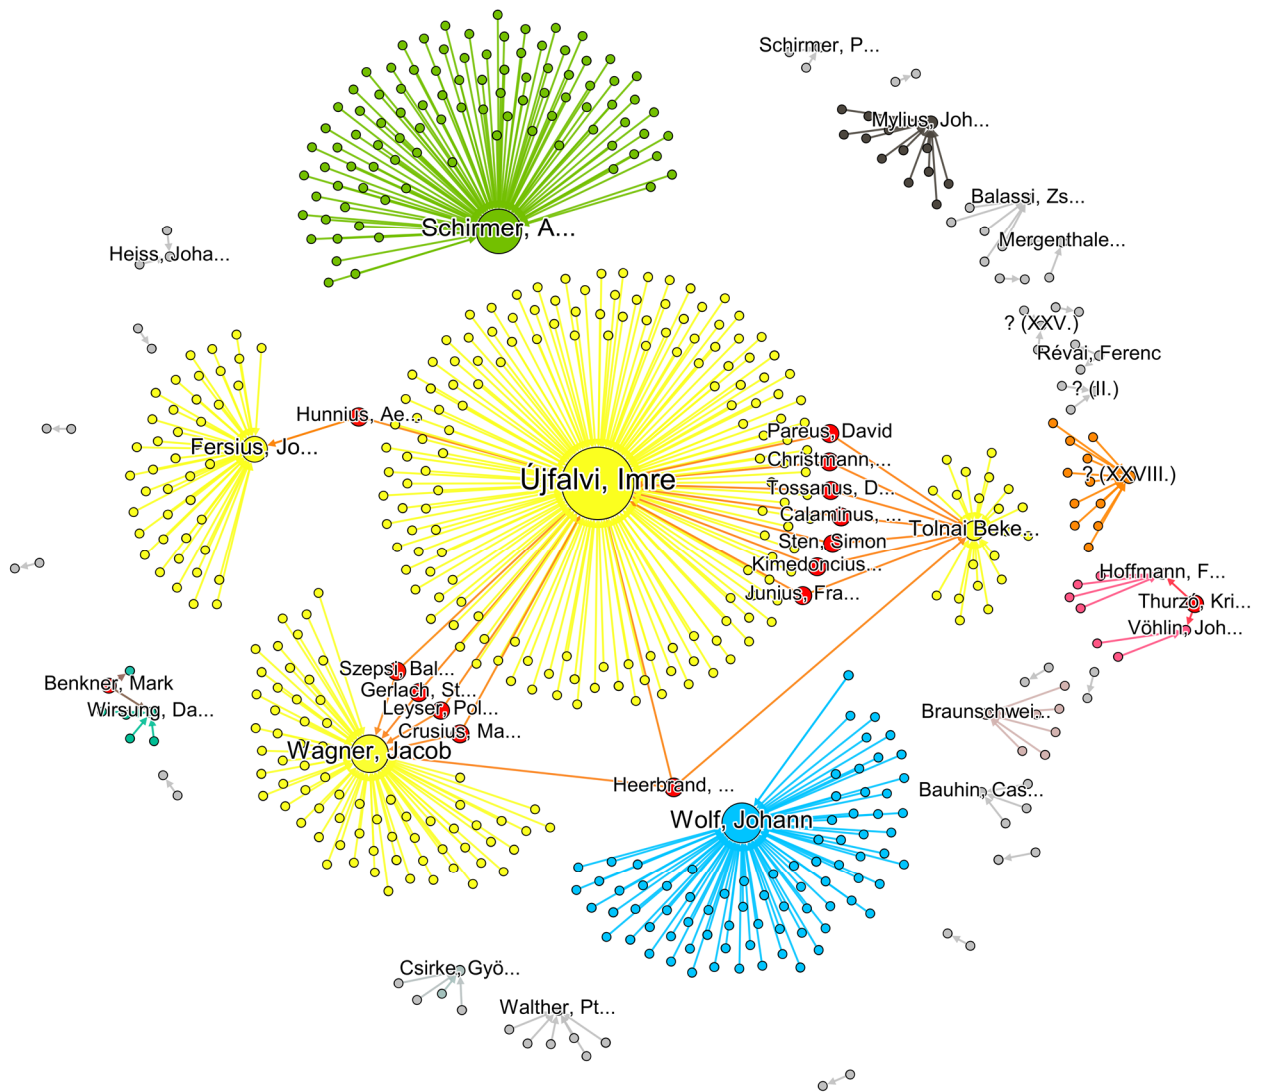 Schirmer, P...
Mylius, Joh...
Balassi, Zs...
Schirmer, A...
Mergenthale...
Heiss, Joha...
? (XXV.)
Révai, Ferenc
? (II.)
Hunnius, Ae...
Pareus, David
Fersius, Jo...
Christmann,...
? (XXVIII.)
Újfalvi, Imre
Tossanus, D...
Calaminus, ...
Tolnai Beke...
Sten, Simon
Kimedoncius...
Hoffmann, F...
Junius, Fra...
Thurzó, Kri...
Vöhlin, Joh...
Szepsi, Bal...
Benkner, Mark
Gerlach, St...
Leyser, Pol...
Wirsung, Da...
Braunschwei...
Crusius, Ma...
Wagner, Jacob
Heerbrand, ...
Bauhin, Cas...
Wolf, Johann
Csirke, Györ...
Walther, Pt...